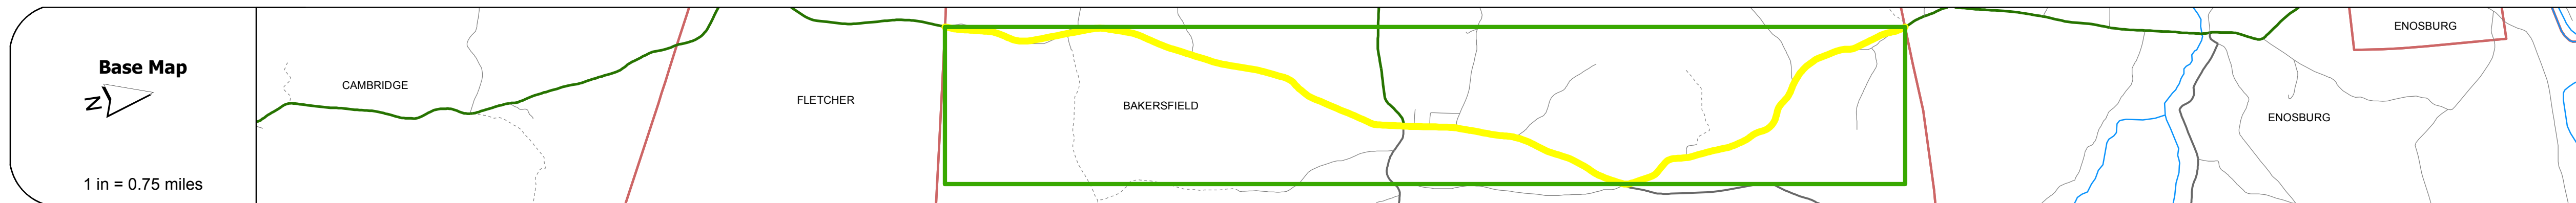 Base Map
N
1 in = 0.75 miles
CAMBRIDGE
FLETCHER
BAKERSFIELD
ENOSBURG
ENOSBURG